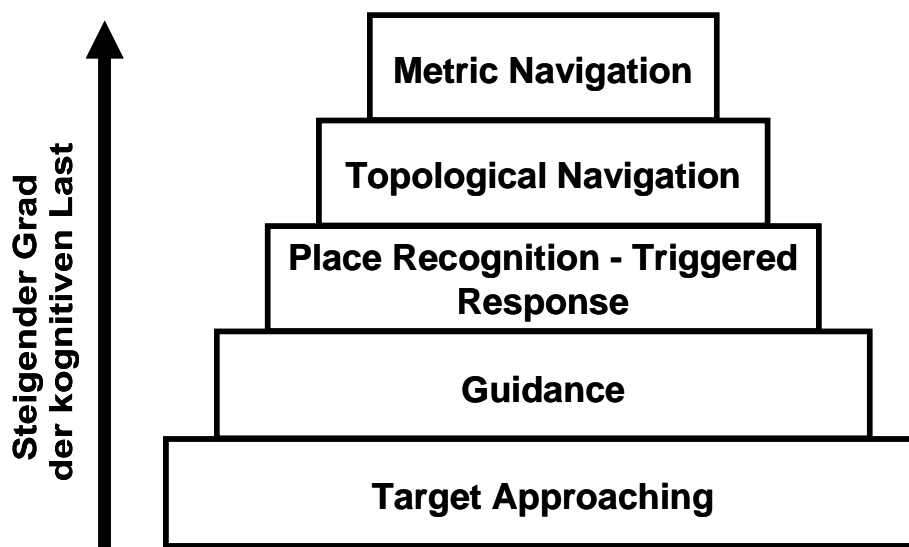 Metric Navigation
Topological Navigation
Place Recognition - Triggered
Response
Guidance
Target Approaching
Steigender Grad
der kognitiven Last